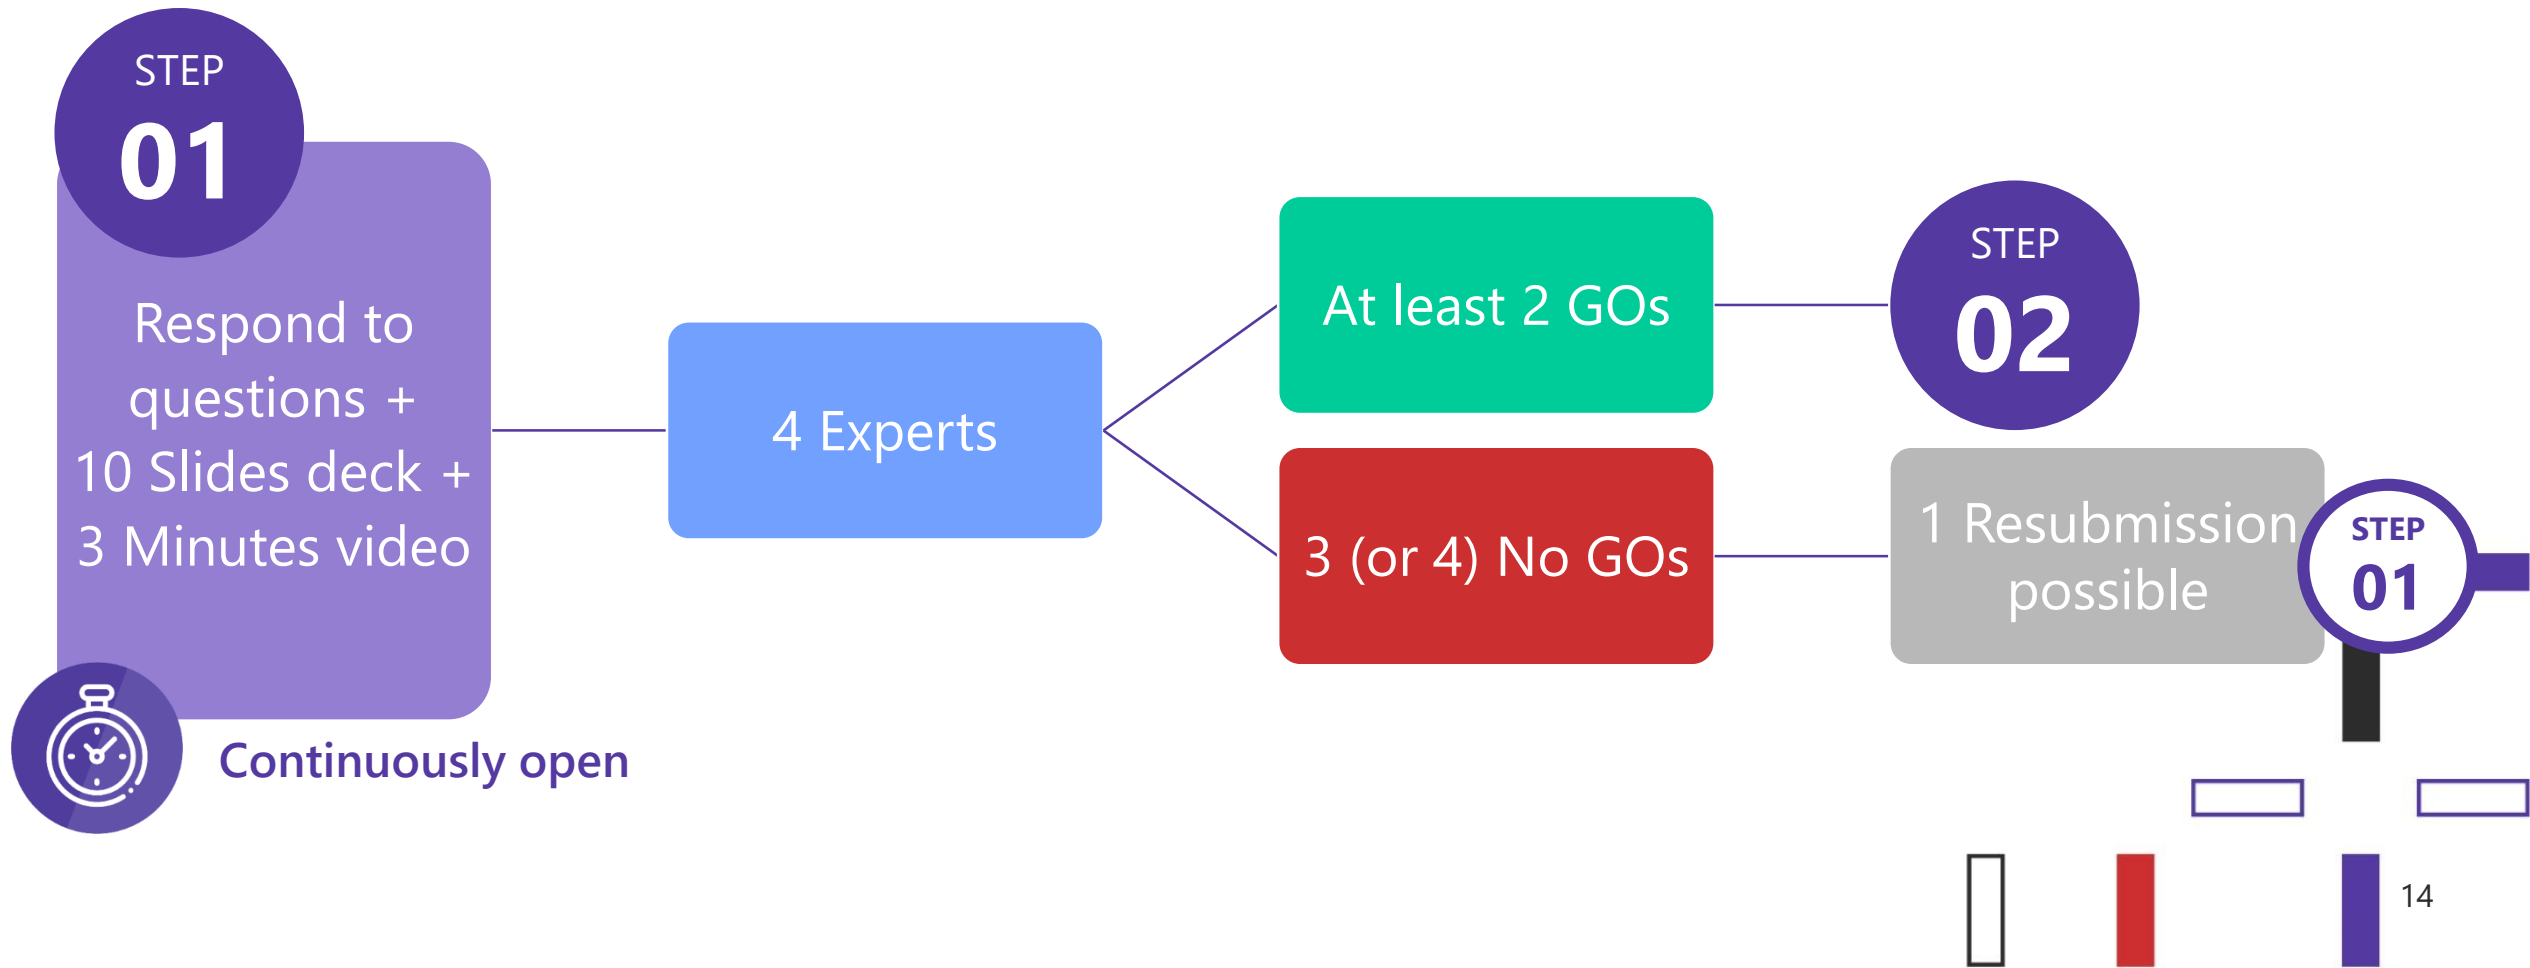 STEP
01
Respond to
questions +
10 Slides deck +
3 Minutes video
Continuously open
4 Experts
At least 2 GOs
STEP
02
3 (or 4) No GOs
1 Resubmission
possible
STEP
01
14